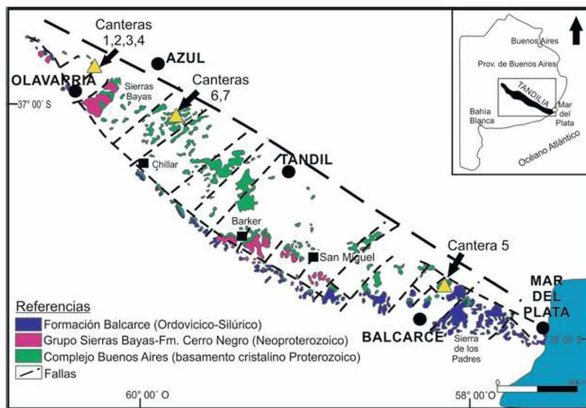 Canteras
1,2,3,4
AZUL
Canteras
6,7
OLAVARRIA
Sierras
Bayas
37° 00´ S
Çhillar
TANDIL
Barker
San Miguel
Cantera 5
MAR
DEL
PLATA
BALCARCE
Sierra
de los
Padres
Buenos Aires
Prov. de Buenos Aires
TANDILIA
Mar
del
Plata
Bahía
Blanca
Océano Atlántico
Referencias
Formación Balcarce (Ordovicico-Silúrico)
Grupo Sierras Bayas-Fm. Cerro Negro (Neoproterozoico)
Complejo Buenos Aires (basamento cristalino Proterozoico)
Fallas
60° 00´ O
58° 00´ O
0